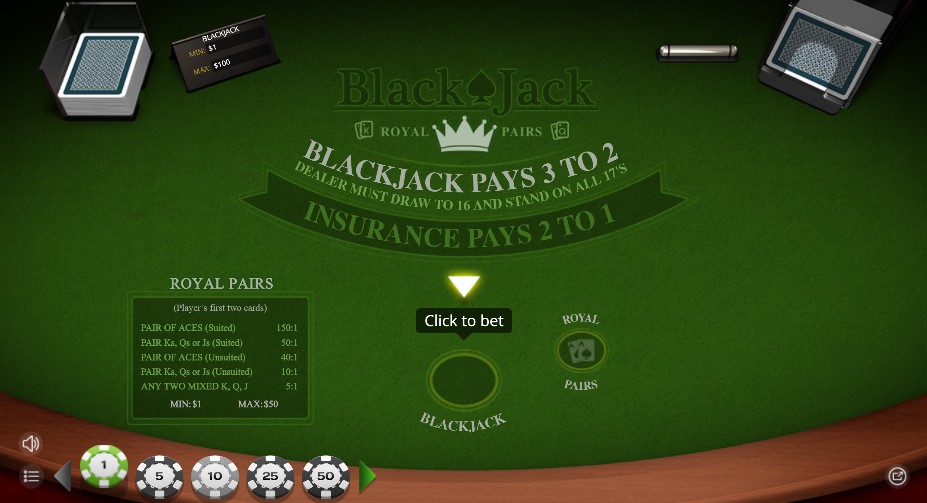 BLACKJACK
MIN: $1
MAX: $100
BlackJack
K ROYAL PAIRS Q
BLACKJACK PAYS 3 TO 2
DEALER MUST DRAW TO 16 AND STAND ON ALL 17'S
INSURANCE PAYS 2 TO 1
ROYAL PAIRS
(Player's first two cards)
PAIR OF ACES (Suited) 150:1
PAIR Ks, Qs or Js (Suited) 50:1
PAIR OF ACES (Unsuited) 40:1
PAIR Ks, Qs or Js (Unsuited) 10:1
ANY TWO MIXED K, Q, J 5:1
MIN:$1 MAX:$50
Click to bet
BLACKJACK
ROYAL
PAIRS
1 5 10 25 50